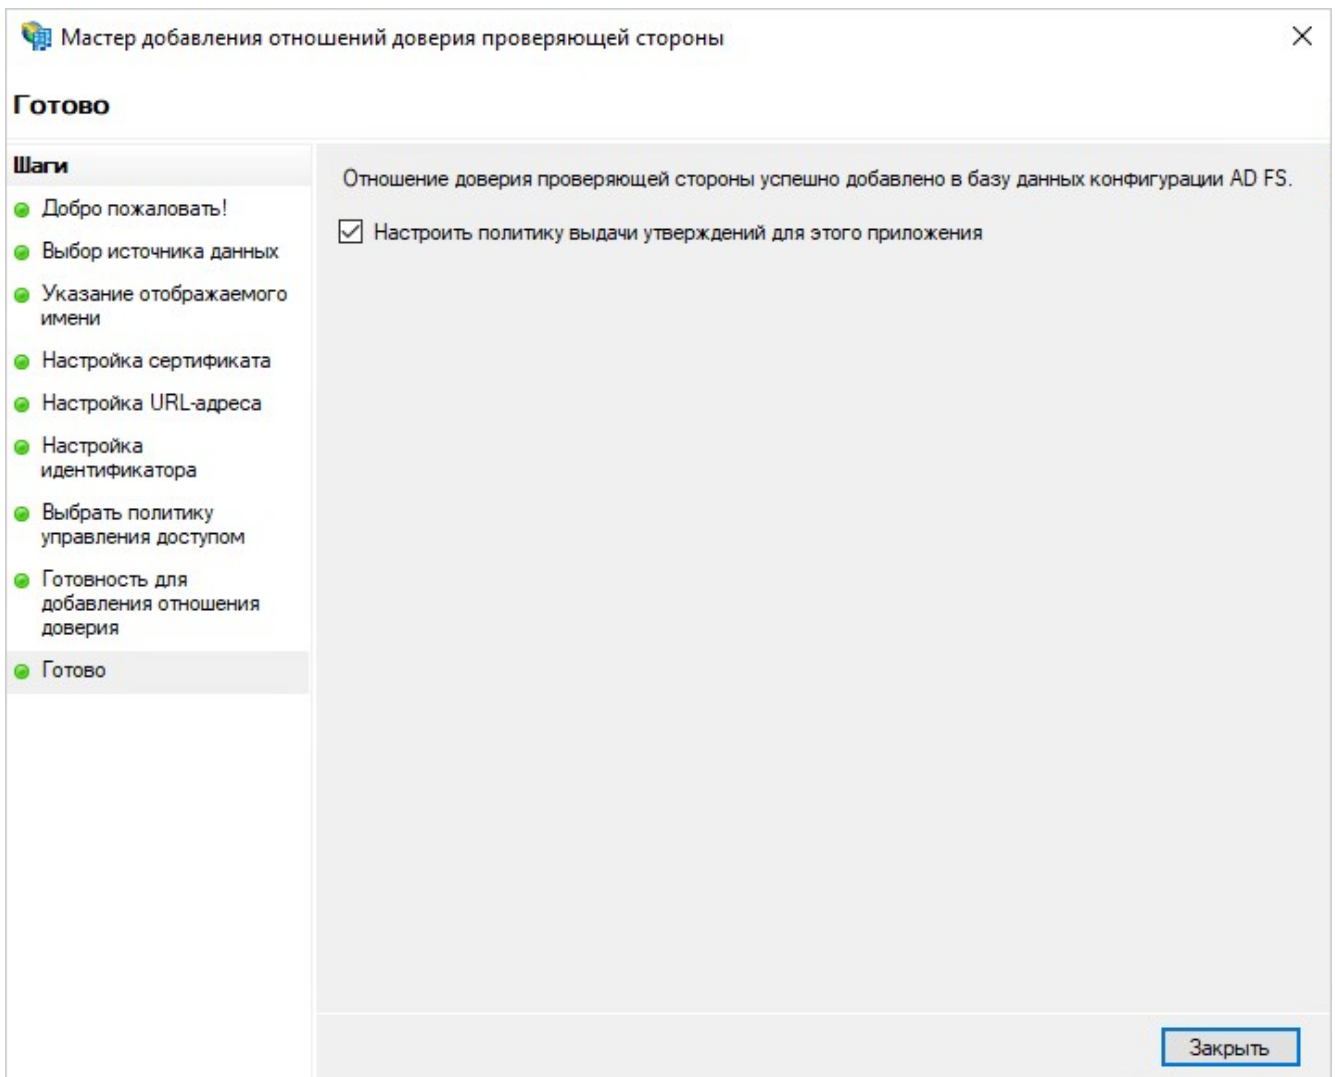 Мастер добавления отношений доверия проверяющей стороны
Готово
Шаги
Добро пожаловать!
Выбор источника данных
Указание отображаемого
имени
Настройка сертификата
Настройка URL-адреса
Настройка
идентификатора
Выбрать политику
управления доступом
Готовность для
добавления отношения
доверия
Готово
Отношение доверия проверяющей стороны успешно добавлено в базу данных конфигурации AD FS.
Настроить политику выдачи утверждений для этого приложения
Закрыть